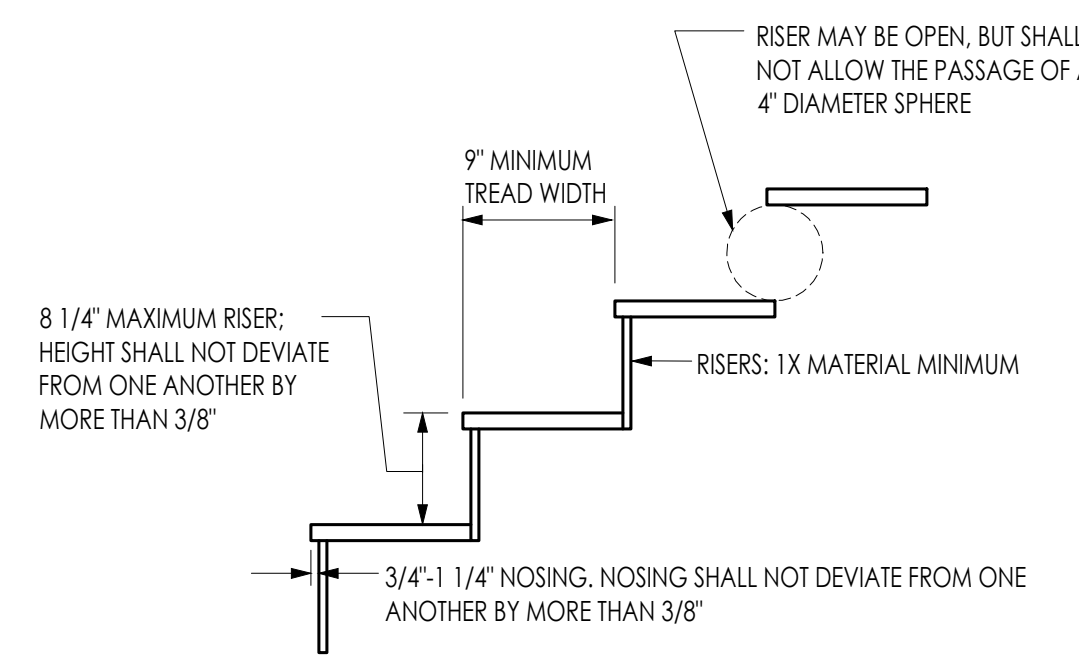 RISER MAY BE OPEN, BUT SHALL
NOT ALLOW THE PASSAGE OF
4" DIAMETER SPHERE
9" MINIMUM
TREAD WIDTH
8 1/4" MAXIMUM RISER;
HEIGHT SHALL NOT DEVIATE
FROM ONE ANOTHER BY
MORE THAN 3/8"
RISERS: 1X MATERIAL MINIMUM
3/4"-1 1/4" NOSING. NOSING SHALL NOT DEVIATE FROM ONE
ANOTHER BY MORE THAN 3/8"